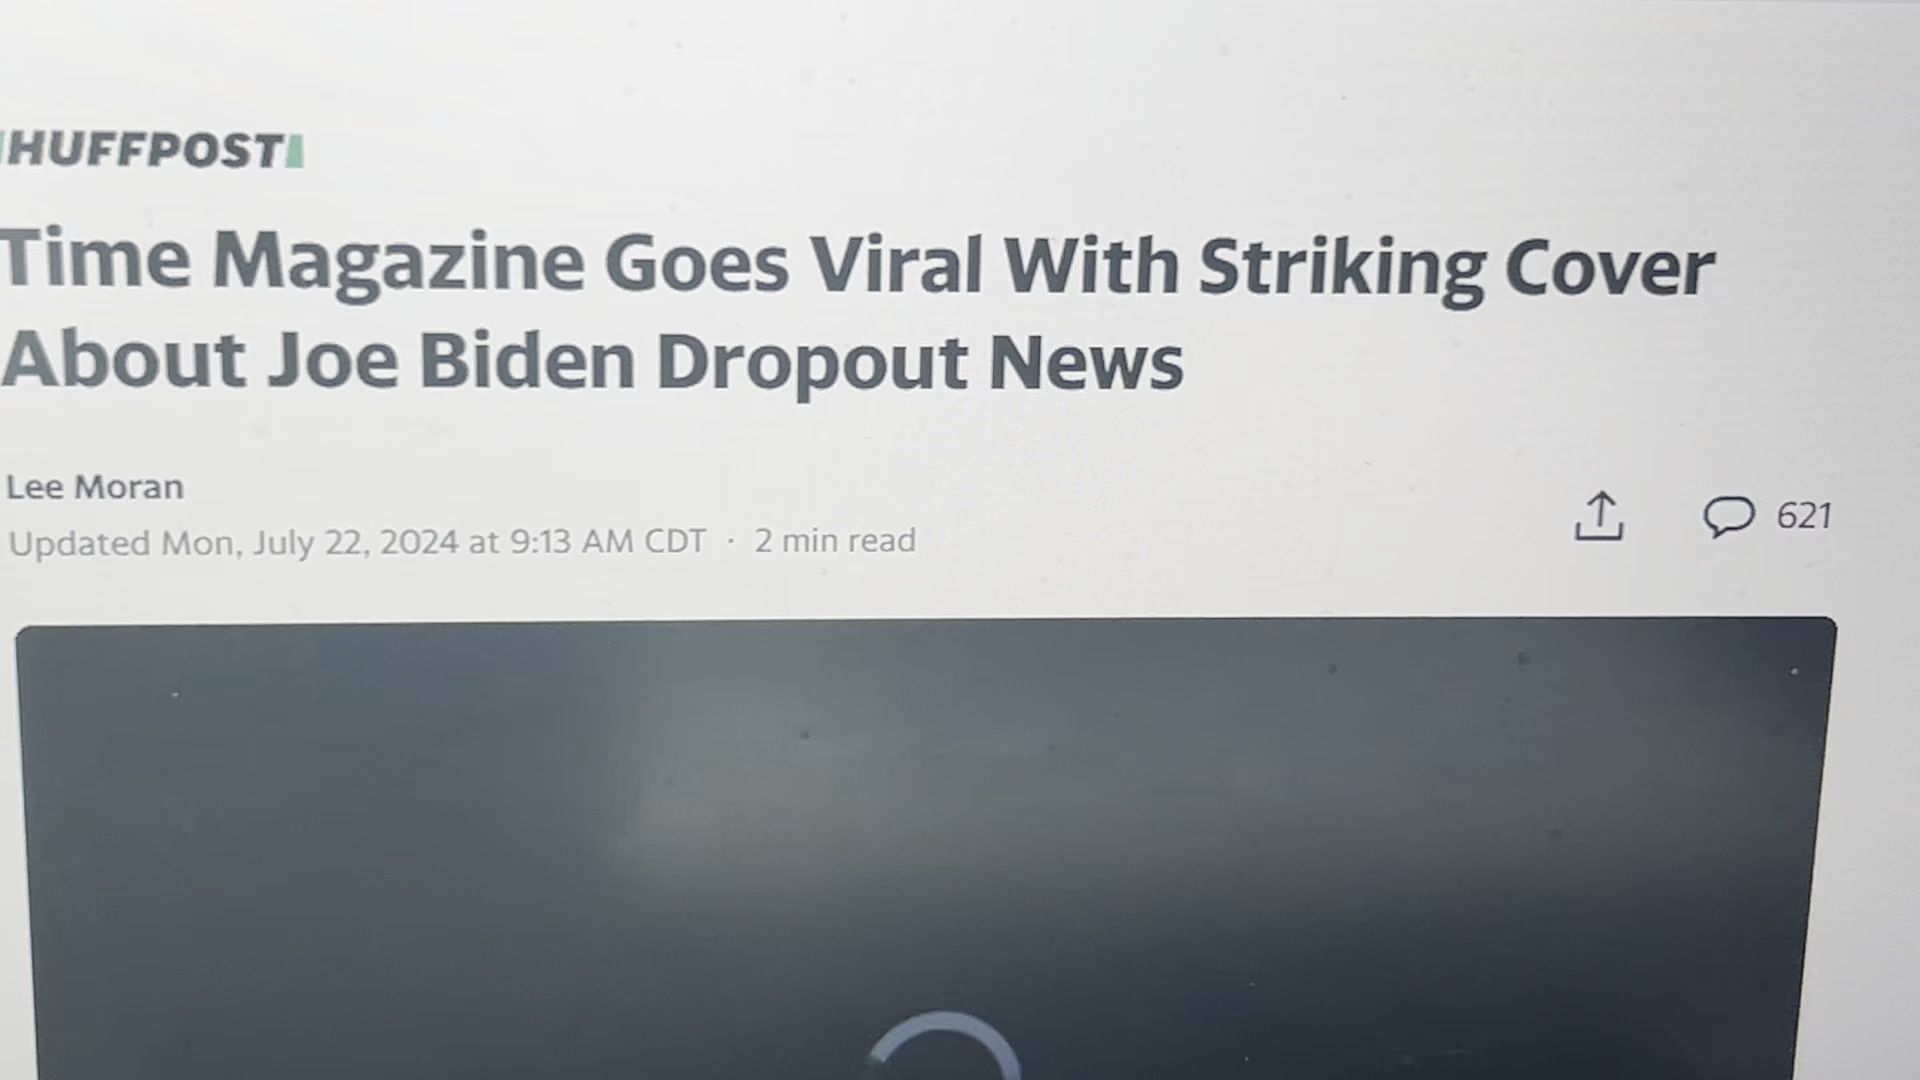 HUFFPOST
Time Magazine Goes Viral With Striking Cover
About Joe Biden Dropout News
Lee Moran
Updated Mon, July 22, 2024 at 9:13 AM CDT · 2 min read
621